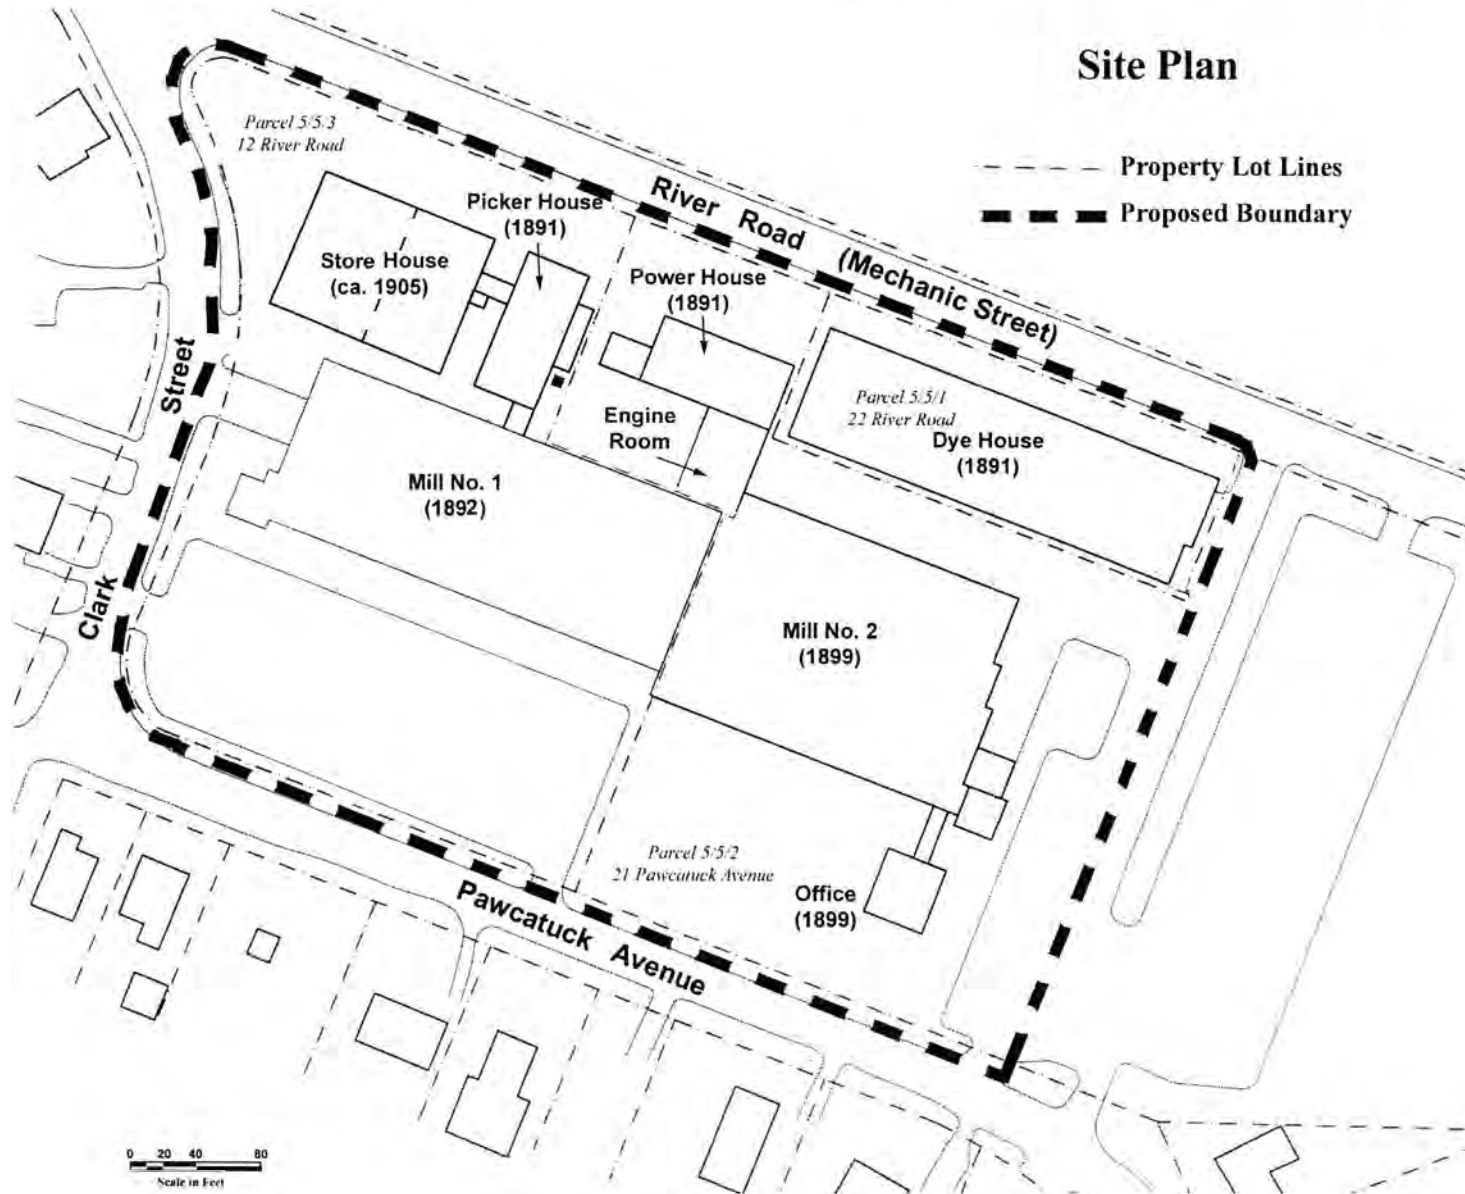 Site Plan
Property Lot Lines
Proposed Boundary
Parcel 5/5/3
12 River Road
River Road (Mechanic Street)
Picker House
(1891)
Store House
(ca. 1905)
Power House
(1891)
Clark Street
Parcel 5/5/1
22 River Road
Dye House
(1891)
Engine
Room
Mill No. 1
(1892)
Mill No. 2
(1899)
Parcel 5/5/2
21 Pawcatuck Avenue
Office
(1899)
Pawcatuck Avenue
0 20 40 80
Scale in Feet